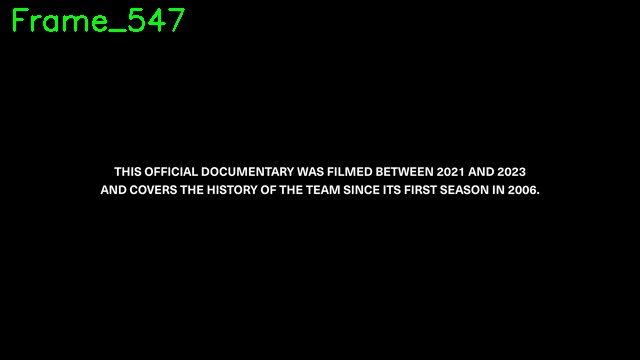 Frame_547
THIS OFFICIAL DOCUMENTARY WAS FILMED BETWEEN 2021 AND 2023
AND COVERS THE HISTORY OF THE TEAM SINCE ITS FIRST SEASON IN 2006.